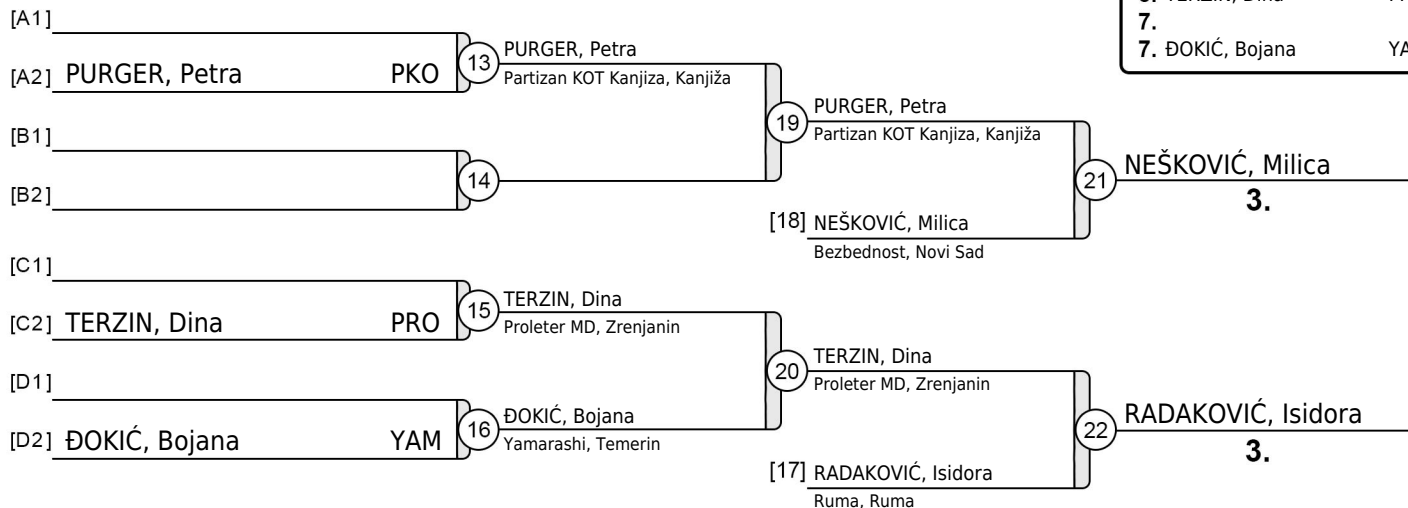 [A1]
[A2] PURGER, Petra PKO
13 PURGER, Petra
Partizan KOT Kanjiza, Kanjiža
[B1]
[B2]
14
19 PURGER, Petra
Partizan KOT Kanjiza, Kanjiža
[18] NEŠKOVIĆ, Milica
Bezbednost, Novi Sad
21 NEŠKOVIĆ, Milica
3.
[C1]
[C2] TERZIN, Dina PRO
15 TERZIN, Dina
Proleter MD, Zrenjanin
[D1]
[D2] ĐOKIĆ, Bojana YAM
16 ĐOKIĆ, Bojana
Yamarashi, Temerin
20 TERZIN, Dina
Proleter MD, Zrenjanin
[17] RADAKOVIĆ, Isidora
Ruma, Ruma
22 RADAKOVIĆ, Isidora
3.
7.
7. ĐOKIĆ, Bojana YA